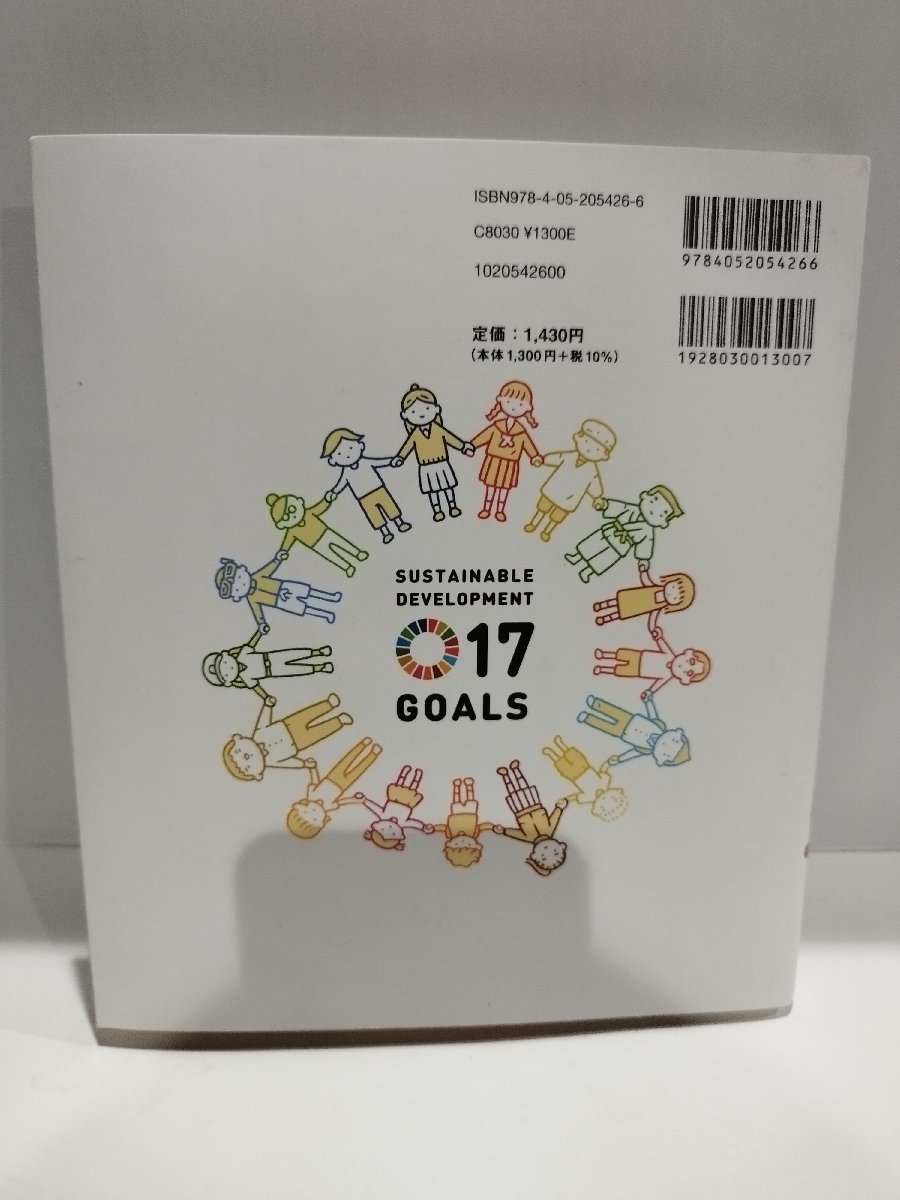 ISBN978-4-05-205426-6
C8030 ¥1300E
1020542600
定価：1,430円
（本体1,300円＋税10％）
9784052054266
1928030013007
SUSTAINABLE
DEVELOPMENT
17
GOALS